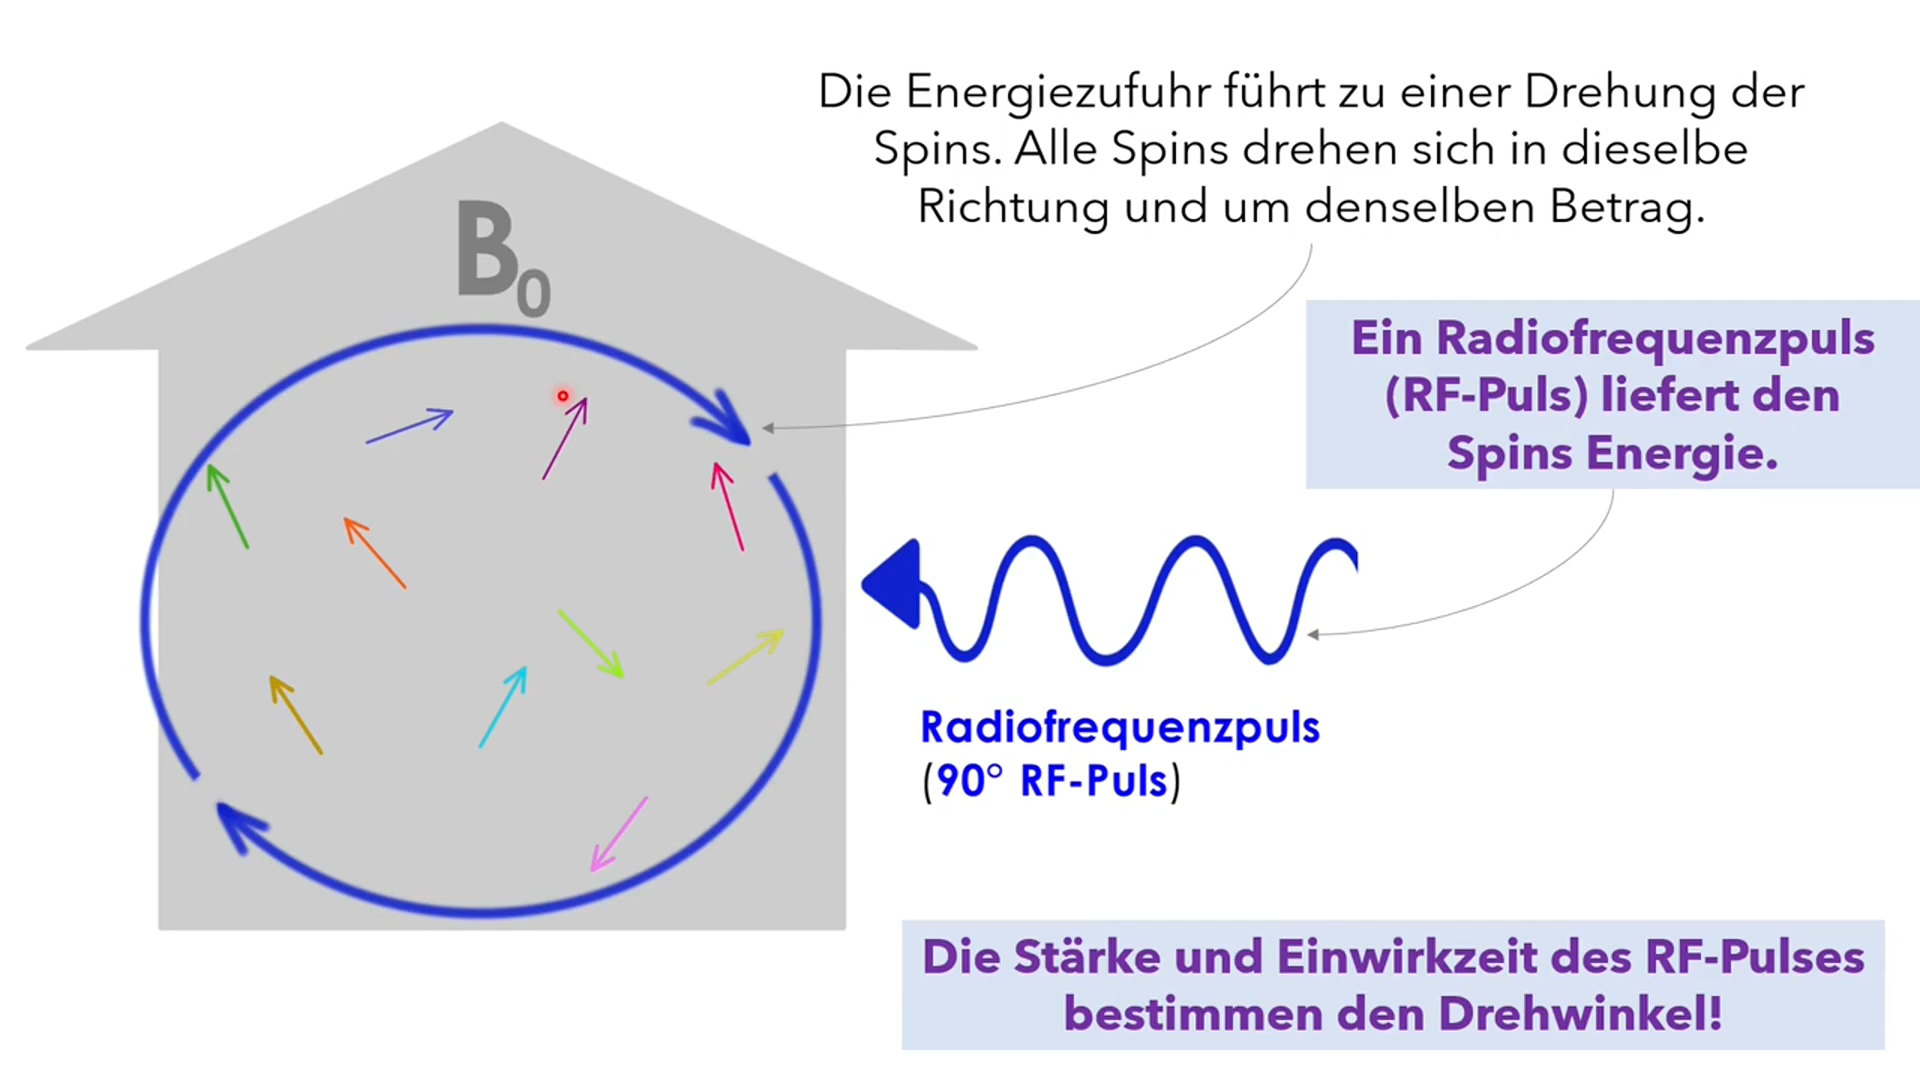 Die Energiezufuhr führt zu einer Drehung der
Spins. Alle Spins drehen sich in dieselbe
Richtung und um denselben Betrag.
B0
Ein Radiofrequenzpuls
(RF-Puls) liefert den
Spins Energie.
Radiofrequenzpuls
(90° RF-Puls)
Die Stärke und Einwirkzeit des RF-Pulses
bestimmen den Drehwinkel!